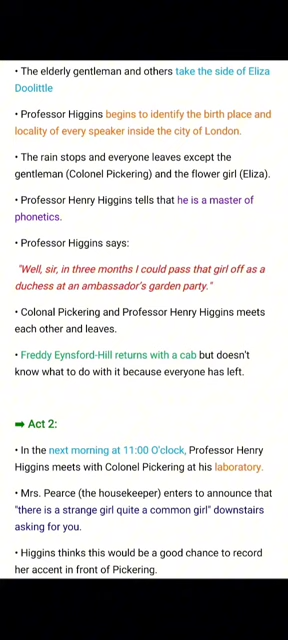 • The elderly gentleman and others take the side of Eliza
Doolittle
• Professor Higgins begins to identify the birth place and
locality of every speaker inside the city of London.
• The rain stops and everyone leaves except the
gentleman (Colonel Pickering) and the flower girl (Eliza).
• Professor Henry Higgins tells that he is a master of
phonetics.
• Professor Higgins says:
"Well, sir, in three months I could pass that girl off as a
duchess at an ambassador's garden party."
• Colonal Pickering and Professor Henry Higgins meets
each other and leaves.
• Freddy Eynsford-Hill returns with a cab but doesn't
know what to do with it because everyone has left.
➡ Act 2:
• In the next morning at 11:00 O'clock, Professor Henry
Higgins meets with Colonel Pickering at his laboratory.
• Mrs. Pearce (the housekeeper) enters to announce that
"there is a strange girl quite a common girl" downstairs
asking for you.
• Higgins thinks this would be a good chance to record
her accent in front of Pickering.